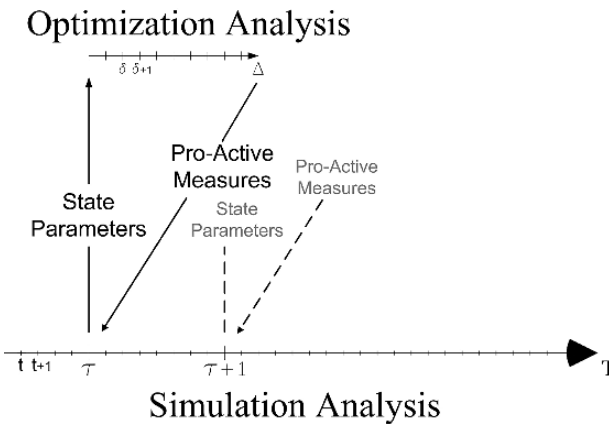 Optimization Analysis
δ δ+1 Δ
Pro-Active
Measures
Pro-Active
Measures
State
Parameters
State
Parameters
t t+1 τ τ+1 T
Simulation Analysis